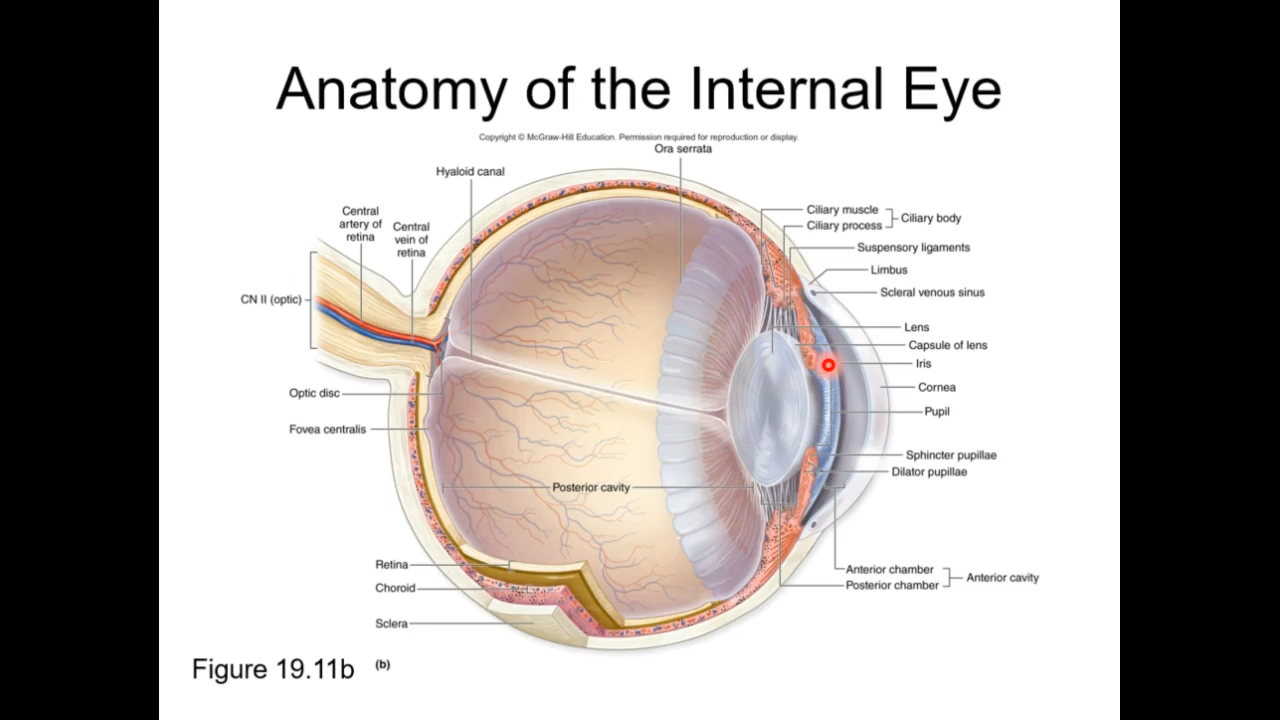 Anatomy of the Internal Eye
Copyright © McGraw-Hill Education. Permission required for reproduction or display.
Ora serrata
Hyaloid canal
Central
artery of
retina
Central
vein of
retina
CN II (optic)
Optic disc
Fovea centralis
Posterior cavity
Retina
Choroid
Sclera
Ciliary muscle
Ciliary process
Ciliary body
Suspensory ligaments
Limbus
Scleral venous sinus
Lens
Capsule of lens
Iris
Cornea
Pupil
Sphincter pupillae
Dilator pupillae
Anterior chamber
Posterior chamber
Anterior cavity
Figure 19.11b
(b)